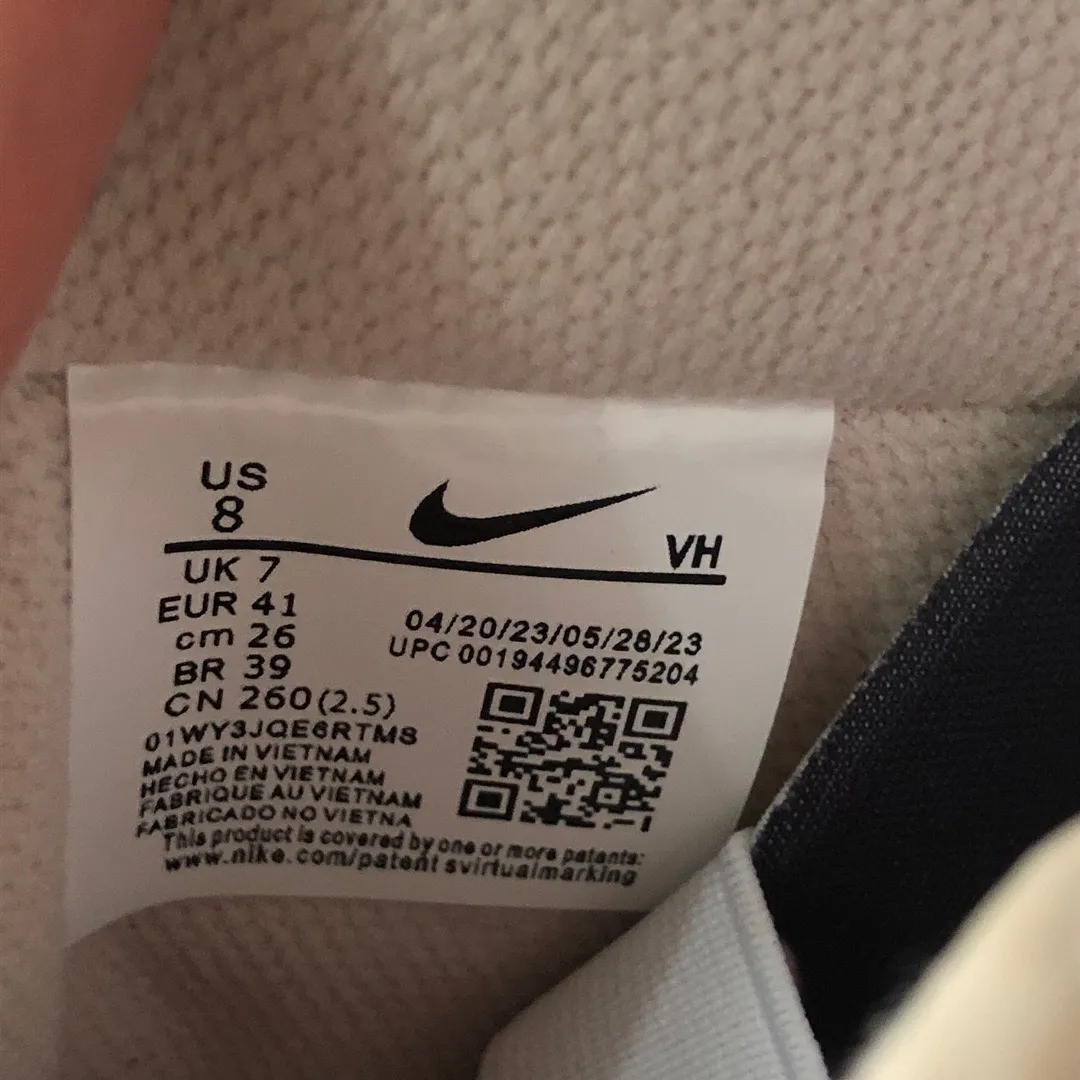 US
8
VH
UK 7
EUR 41
cm 26
BR 39
CN 260(2.5)
04/20/23/05/28/23
UPC 00194496775204
01WY3JQE6RTMS
MADE IN VIETNAM
HECHO EN VIETNAM
FABRIQUE AU VIETNAM
FABRICADO NO VIETNA
This product is covered by one or more patents:
www.nike.com/patent svirtualmarking